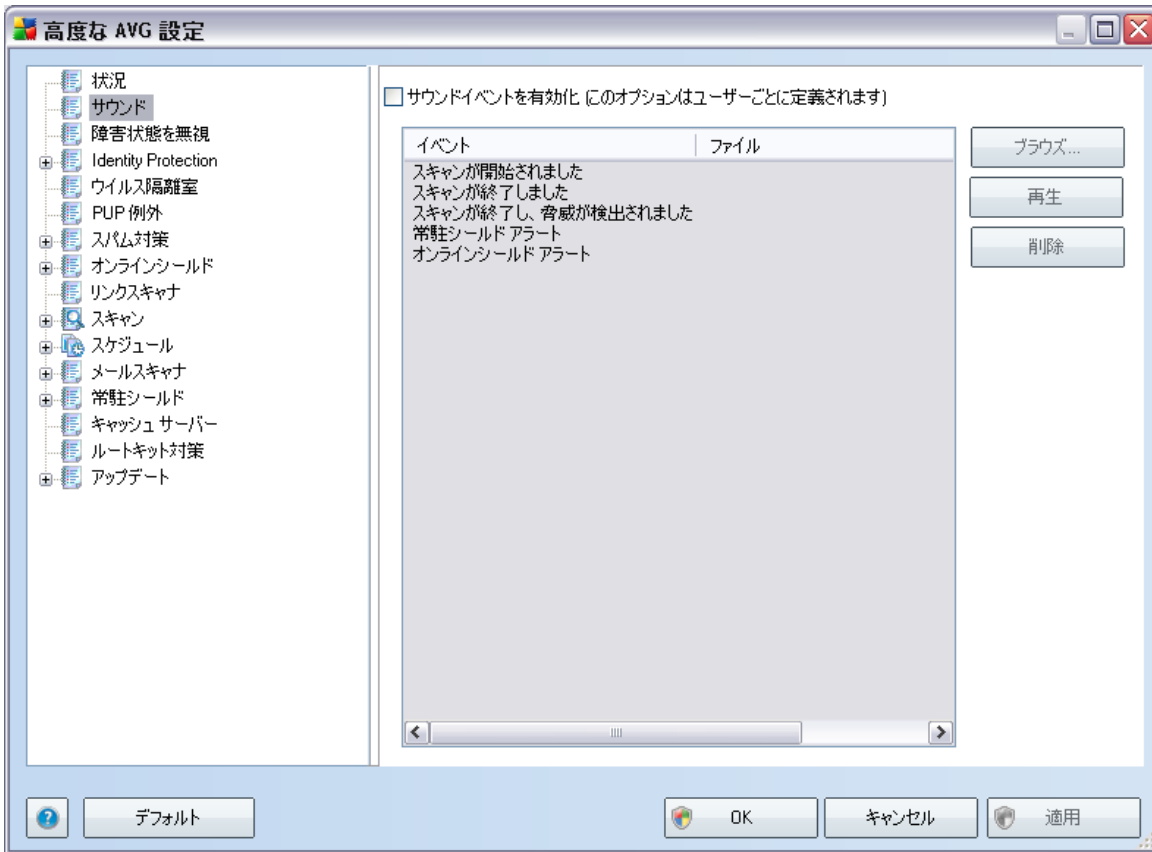 高度な AVG 設定
状況
サウンド
障害状態を無視
Identity Protection
ウイルス隔離室
PUP 例外
スパム対策
オンラインシールド
リンクスキャナ
スキャン
スケジュール
メールスキャナ
常駐シールド
キャッシュ サーバー
ルートキット対策
アップデート
サウンドイベントを有効化 (このオプションはユーザーごとに定義されます)
イベント ファイル
スキャンが開始されました
スキャンが終了しました
スキャンが終了し、脅威が検出されました
常駐シールド アラート
オンラインシールド アラート
ブラウズ...
再生
削除
デフォルト
OK
キャンセル
適用